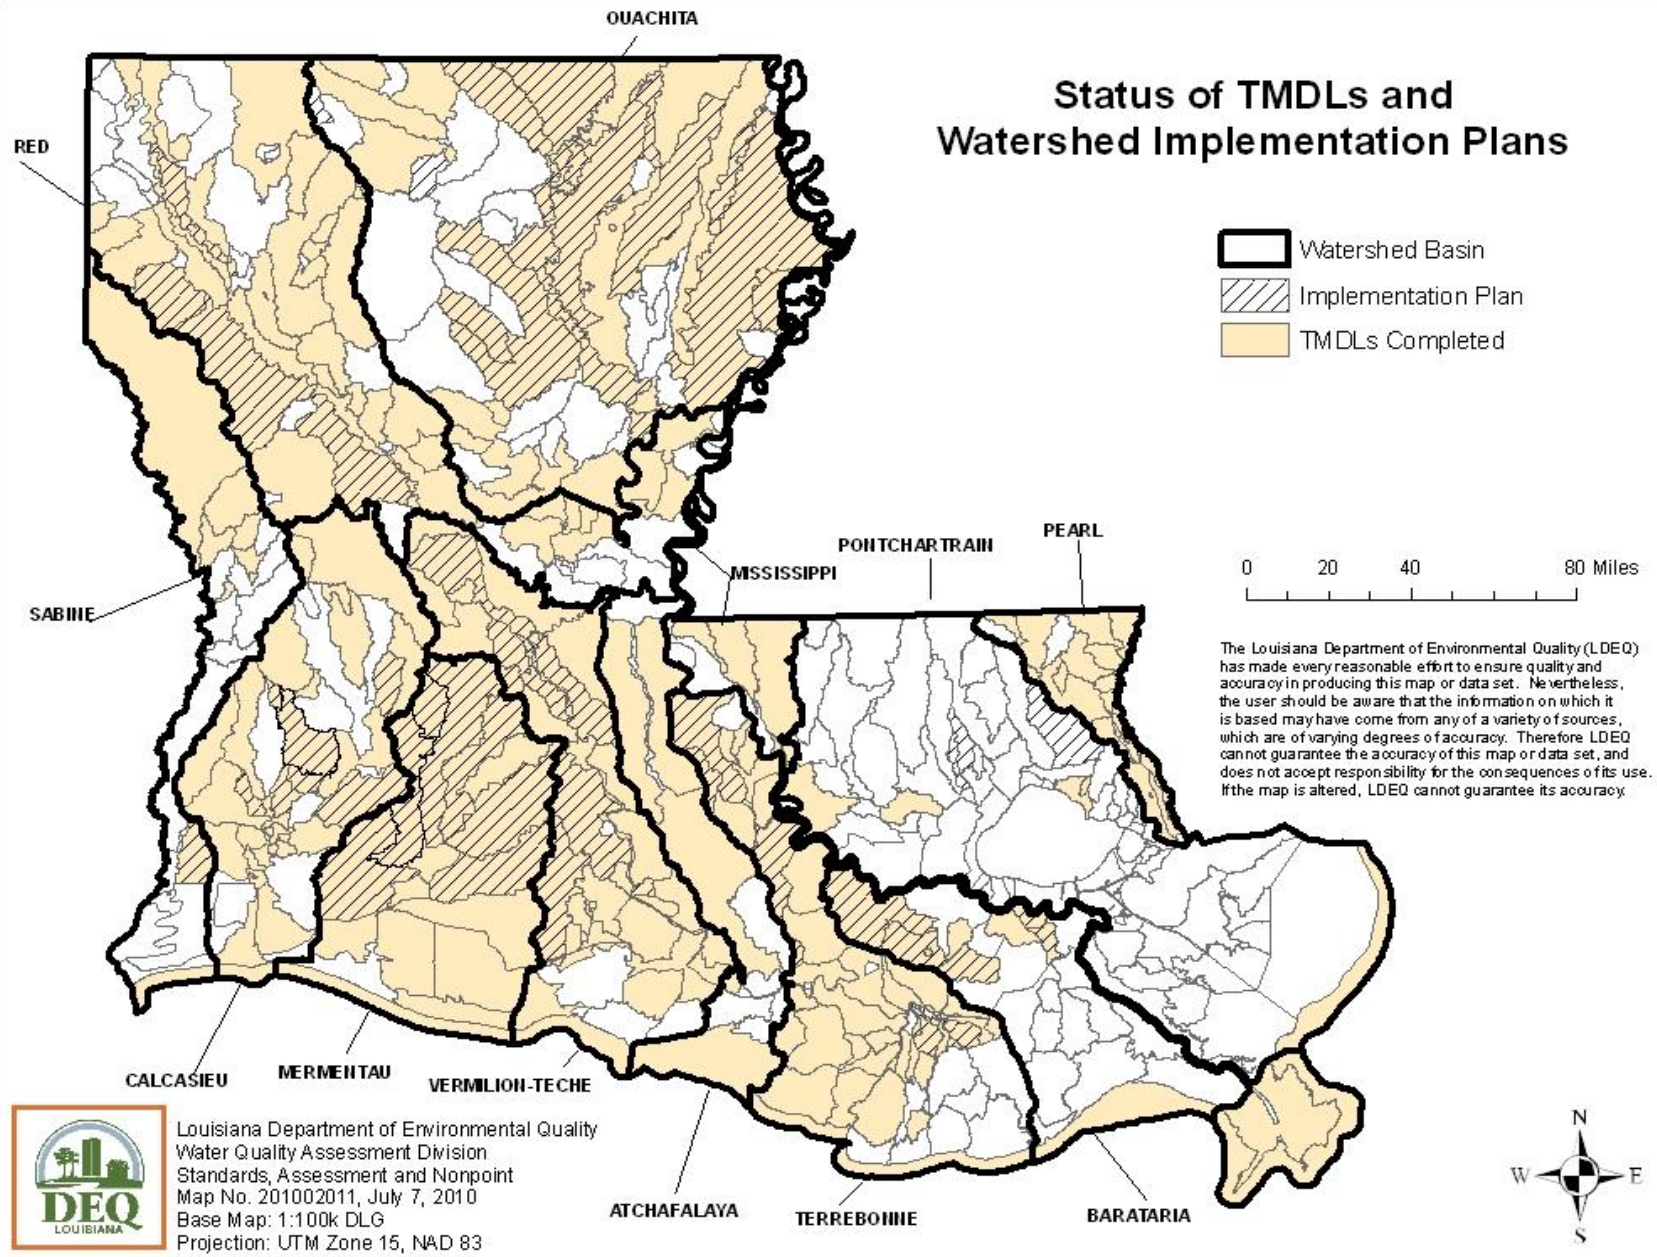 OUACHITA
Status of TMDLs and
Watershed Implementation Plans
RED
Watershed Basin
Implementation Plan
TMDLs Completed
PEARL
PONTCHARTRAIN
MISSISSIPPI
0 20 40 80 Miles
SABINE
The Louisiana Department of Environmental Quality (LDEQ)
has made every reasonable effort to ensure quality and
accuracy in producing this map or data set. Nevertheless,
the user should be aware that the information on which it
is based may have come from any of a variety of sources,
which are of varying degrees of accuracy. Therefore LDEQ
cannot guarantee the accuracy of this map or data set, and
does not accept responsibility for the consequences of its use.
If the map is altered, LDEQ cannot guarantee its accuracy.
CALCASIEU
MERMENTAU
VERMILION-TECHE
ATCHAFALAYA
TERREBONNE
BARATARIA
DEQ
LOUISIANA
Louisiana Department of Environmental Quality
Water Quality Assessment Division
Standards, Assessment and Nonpoint
Map No. 201002011, July 7, 2010
Base Map: 1:100k DLG
Projection: UTM Zone 15, NAD 83
N
W E
S